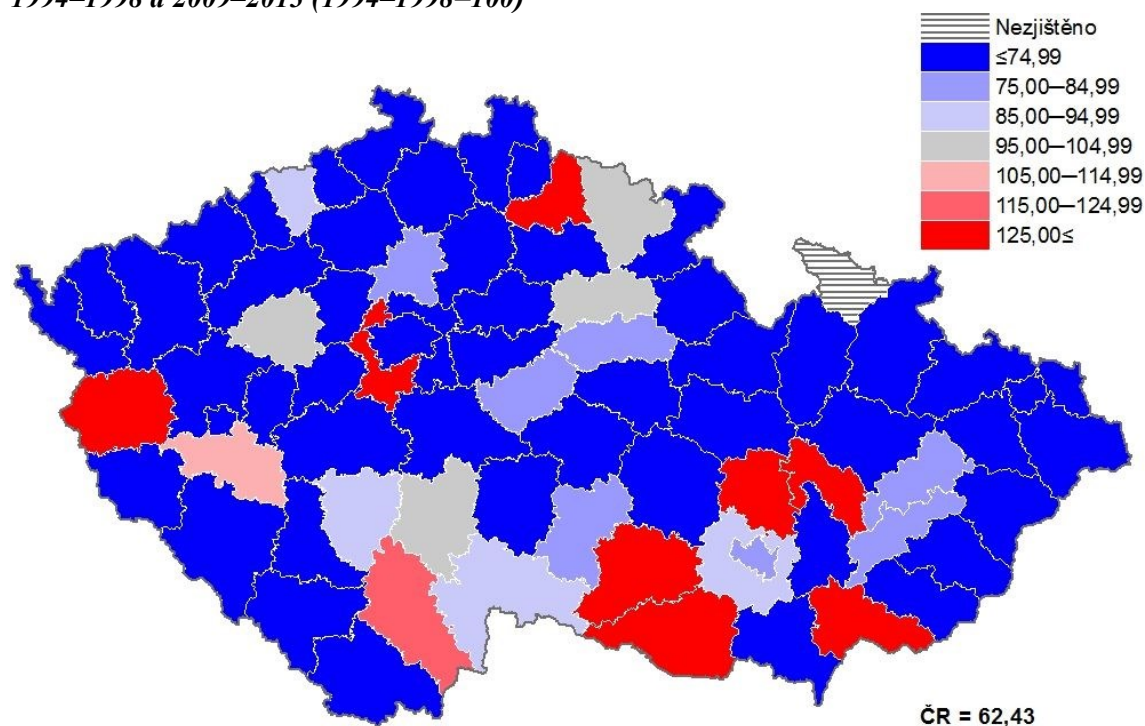 1994–1998 a 2009–2013 (1994–1998=100)
Nezjištěno
≤74,99
75,00—84,99
85,00—94,99
95,00—104,99
105,00—114,99
115,00—124,99
125,00≤
ČR = 62,43